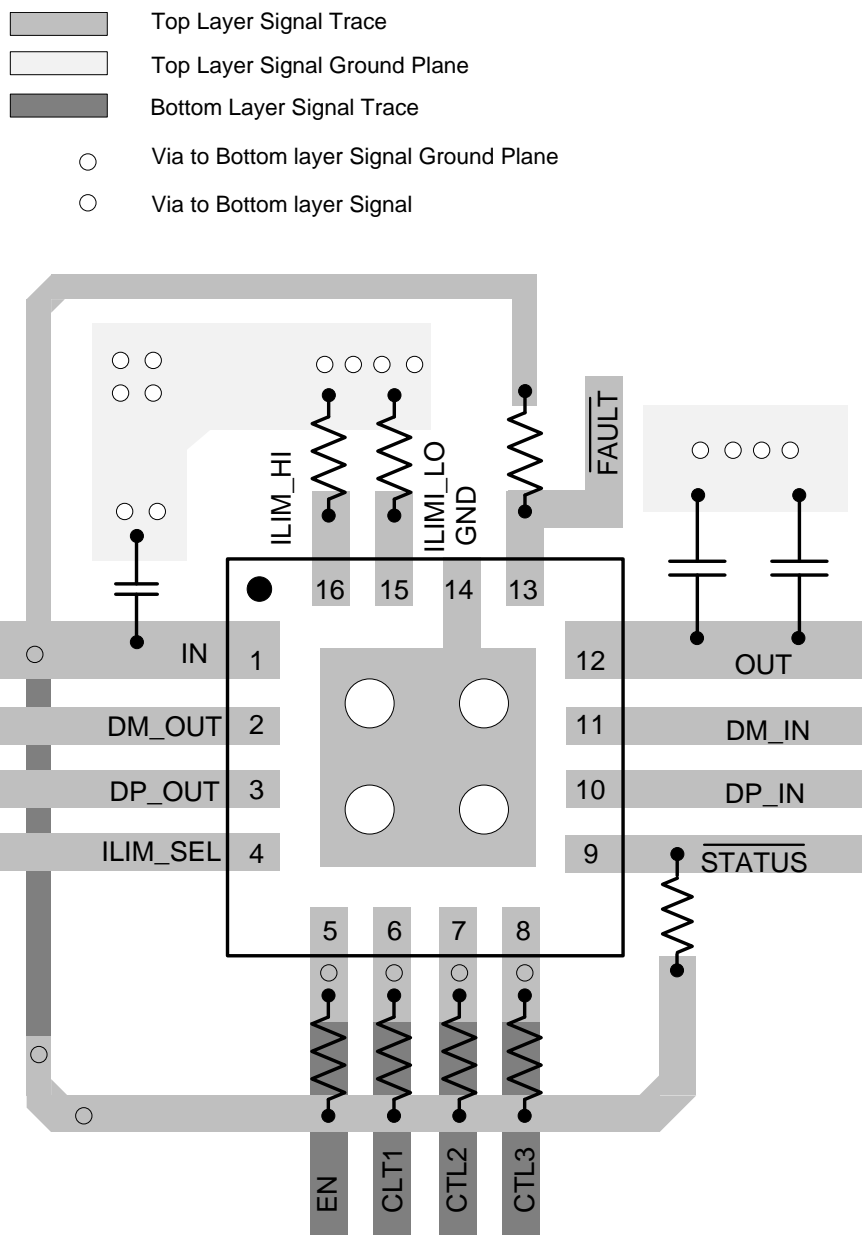 Top Layer Signal Trace
Top Layer Signal Ground Plane
Bottom Layer Signal Trace
Via to Bottom layer Signal Ground Plane
Via to Bottom layer Signal
ILIM_HI
ILIMI_LO
GND
FAULT
16
15
14
13
IN
1
12
OUT
DM_OUT
2
11
DM_IN
DP_OUT
3
10
DP_IN
ILIM_SEL
4
9
STATUS
5
6
7
8
EN
CLT1
CTL2
CTL3